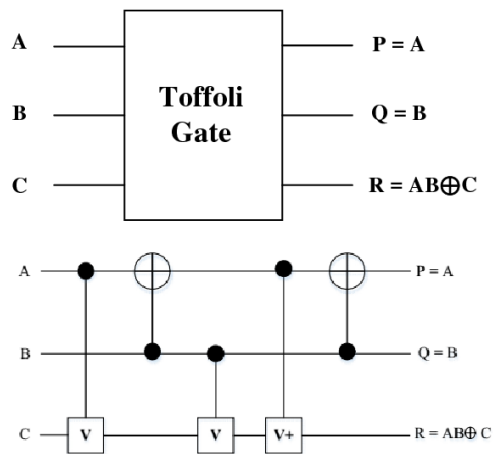 A
P = A
B
Toffoli
Gate
Q = B
C
R = AB⊕C
A
P = A
B
Q = B
C
V
V
V+
R = AB⊕ C